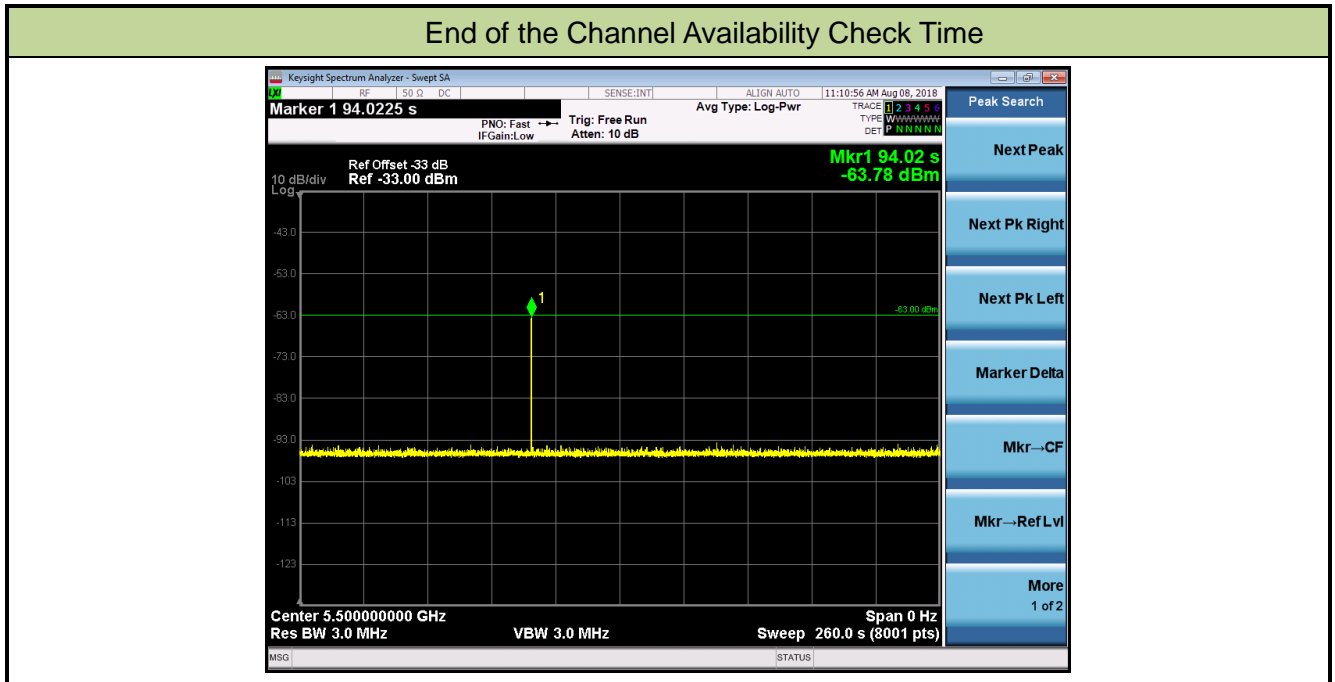 End of the Channel Availability Check Time
Keysight Spectrum Analyzer - Swept SA
LXI RF 50 Ω DC SENSE:INT ALIGN AUTO 11:10:56 AM Aug 08, 2018
Marker 1 94.0225 s
PNO: Fast
IFGain:Low
Trig: Free Run
Atten: 10 dB
Avg Type: Log-Pwr
TRACE 1 2 3 4 5 6
TYPE WWWWWW
DET P N N N N N
Peak Search
Ref Offset -33 dB
10 dB/div Ref -33.00 dBm
Log
Mkr1 94.02 s
-63.78 dBm
-43.0
-53.0
-63.0
-73.0
-83.0
-93.0
-103
-113
-123
1
-63.00 dBm
Center 5.500000000 GHz Span 0 Hz
Res BW 3.0 MHz VBW 3.0 MHz Sweep 260.0 s (8001 pts)
Next Peak
Next Pk Right
Next Pk Left
Marker Delta
Mkr→CF
Mkr→Ref Lvl
More
1 of 2
MSG STATUS